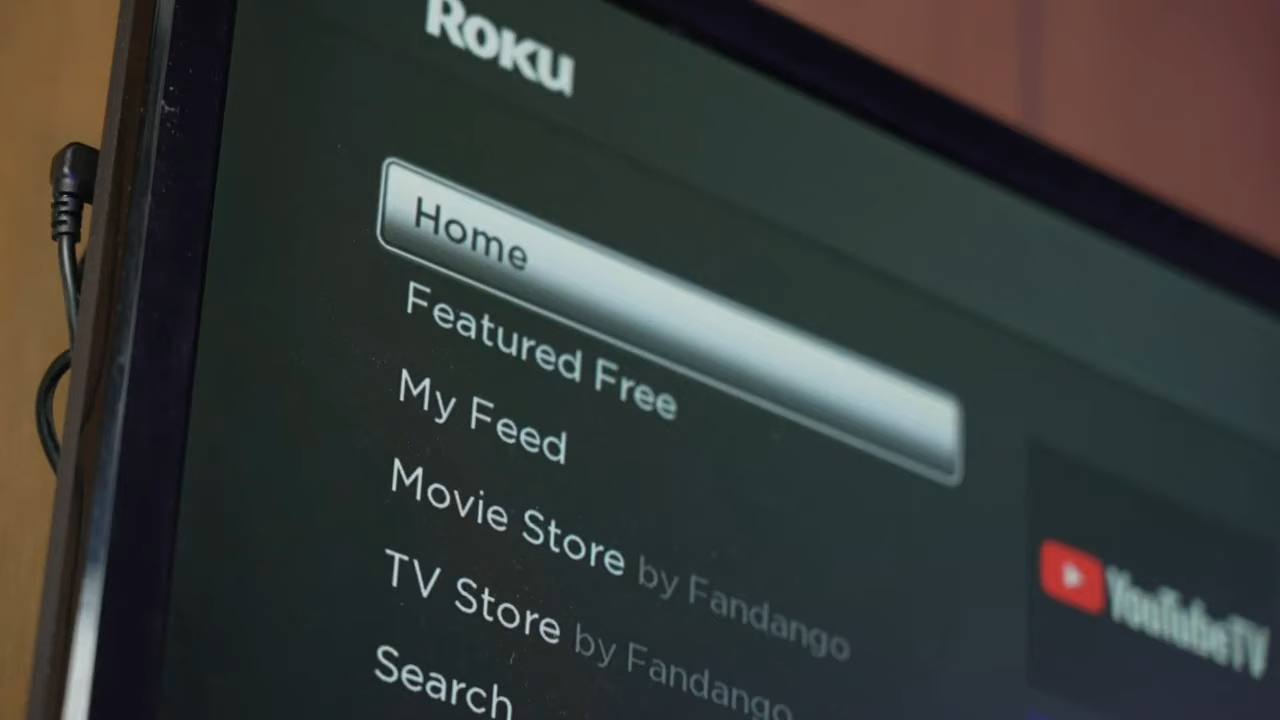 Roku
Home
Featured Free
My Feed
Movie Store by Fandango
TV Store by Fandango
Search
YouTubeTV